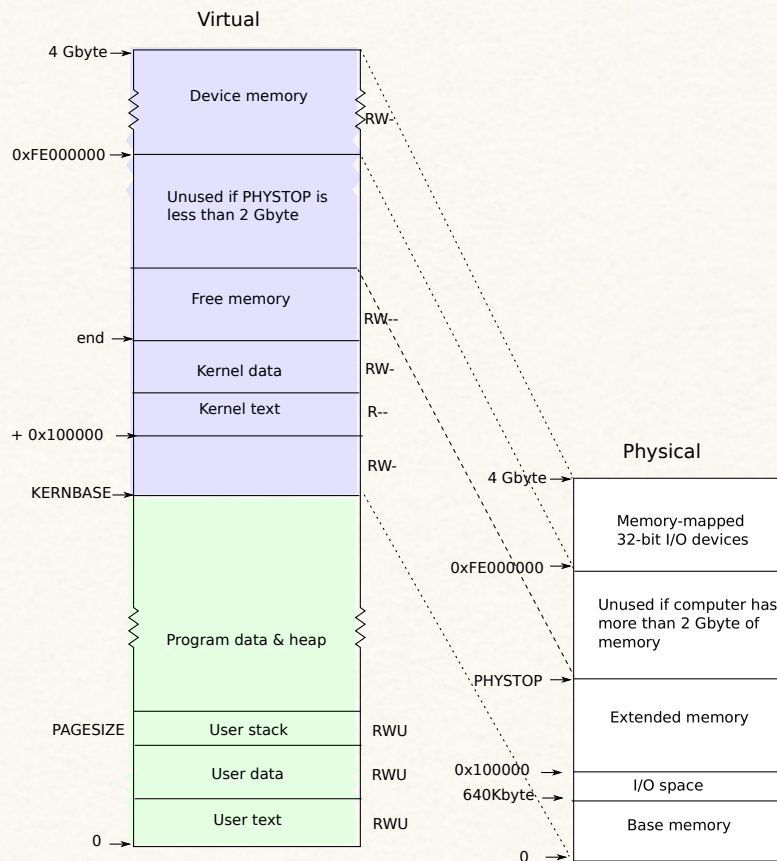 Virtual
4 Gbyte
Device memory
RW-
0xFE000000
Unused if PHYSTOP is
less than 2 Gbyte
Free memory
RW--
end
Kernel data
RW-
Kernel text
R--
+ 0x100000
RW-
KERNBASE
Program data & heap
PAGESIZE
User stack
RWU
User data
RWU
User text
RWU
0
Physical
4 Gbyte
Memory-mapped
32-bit I/O devices
0xFE000000
Unused if computer has
more than 2 Gbyte of
memory
PHYSTOP
Extended memory
0x100000
I/O space
640Kbyte
Base memory
0